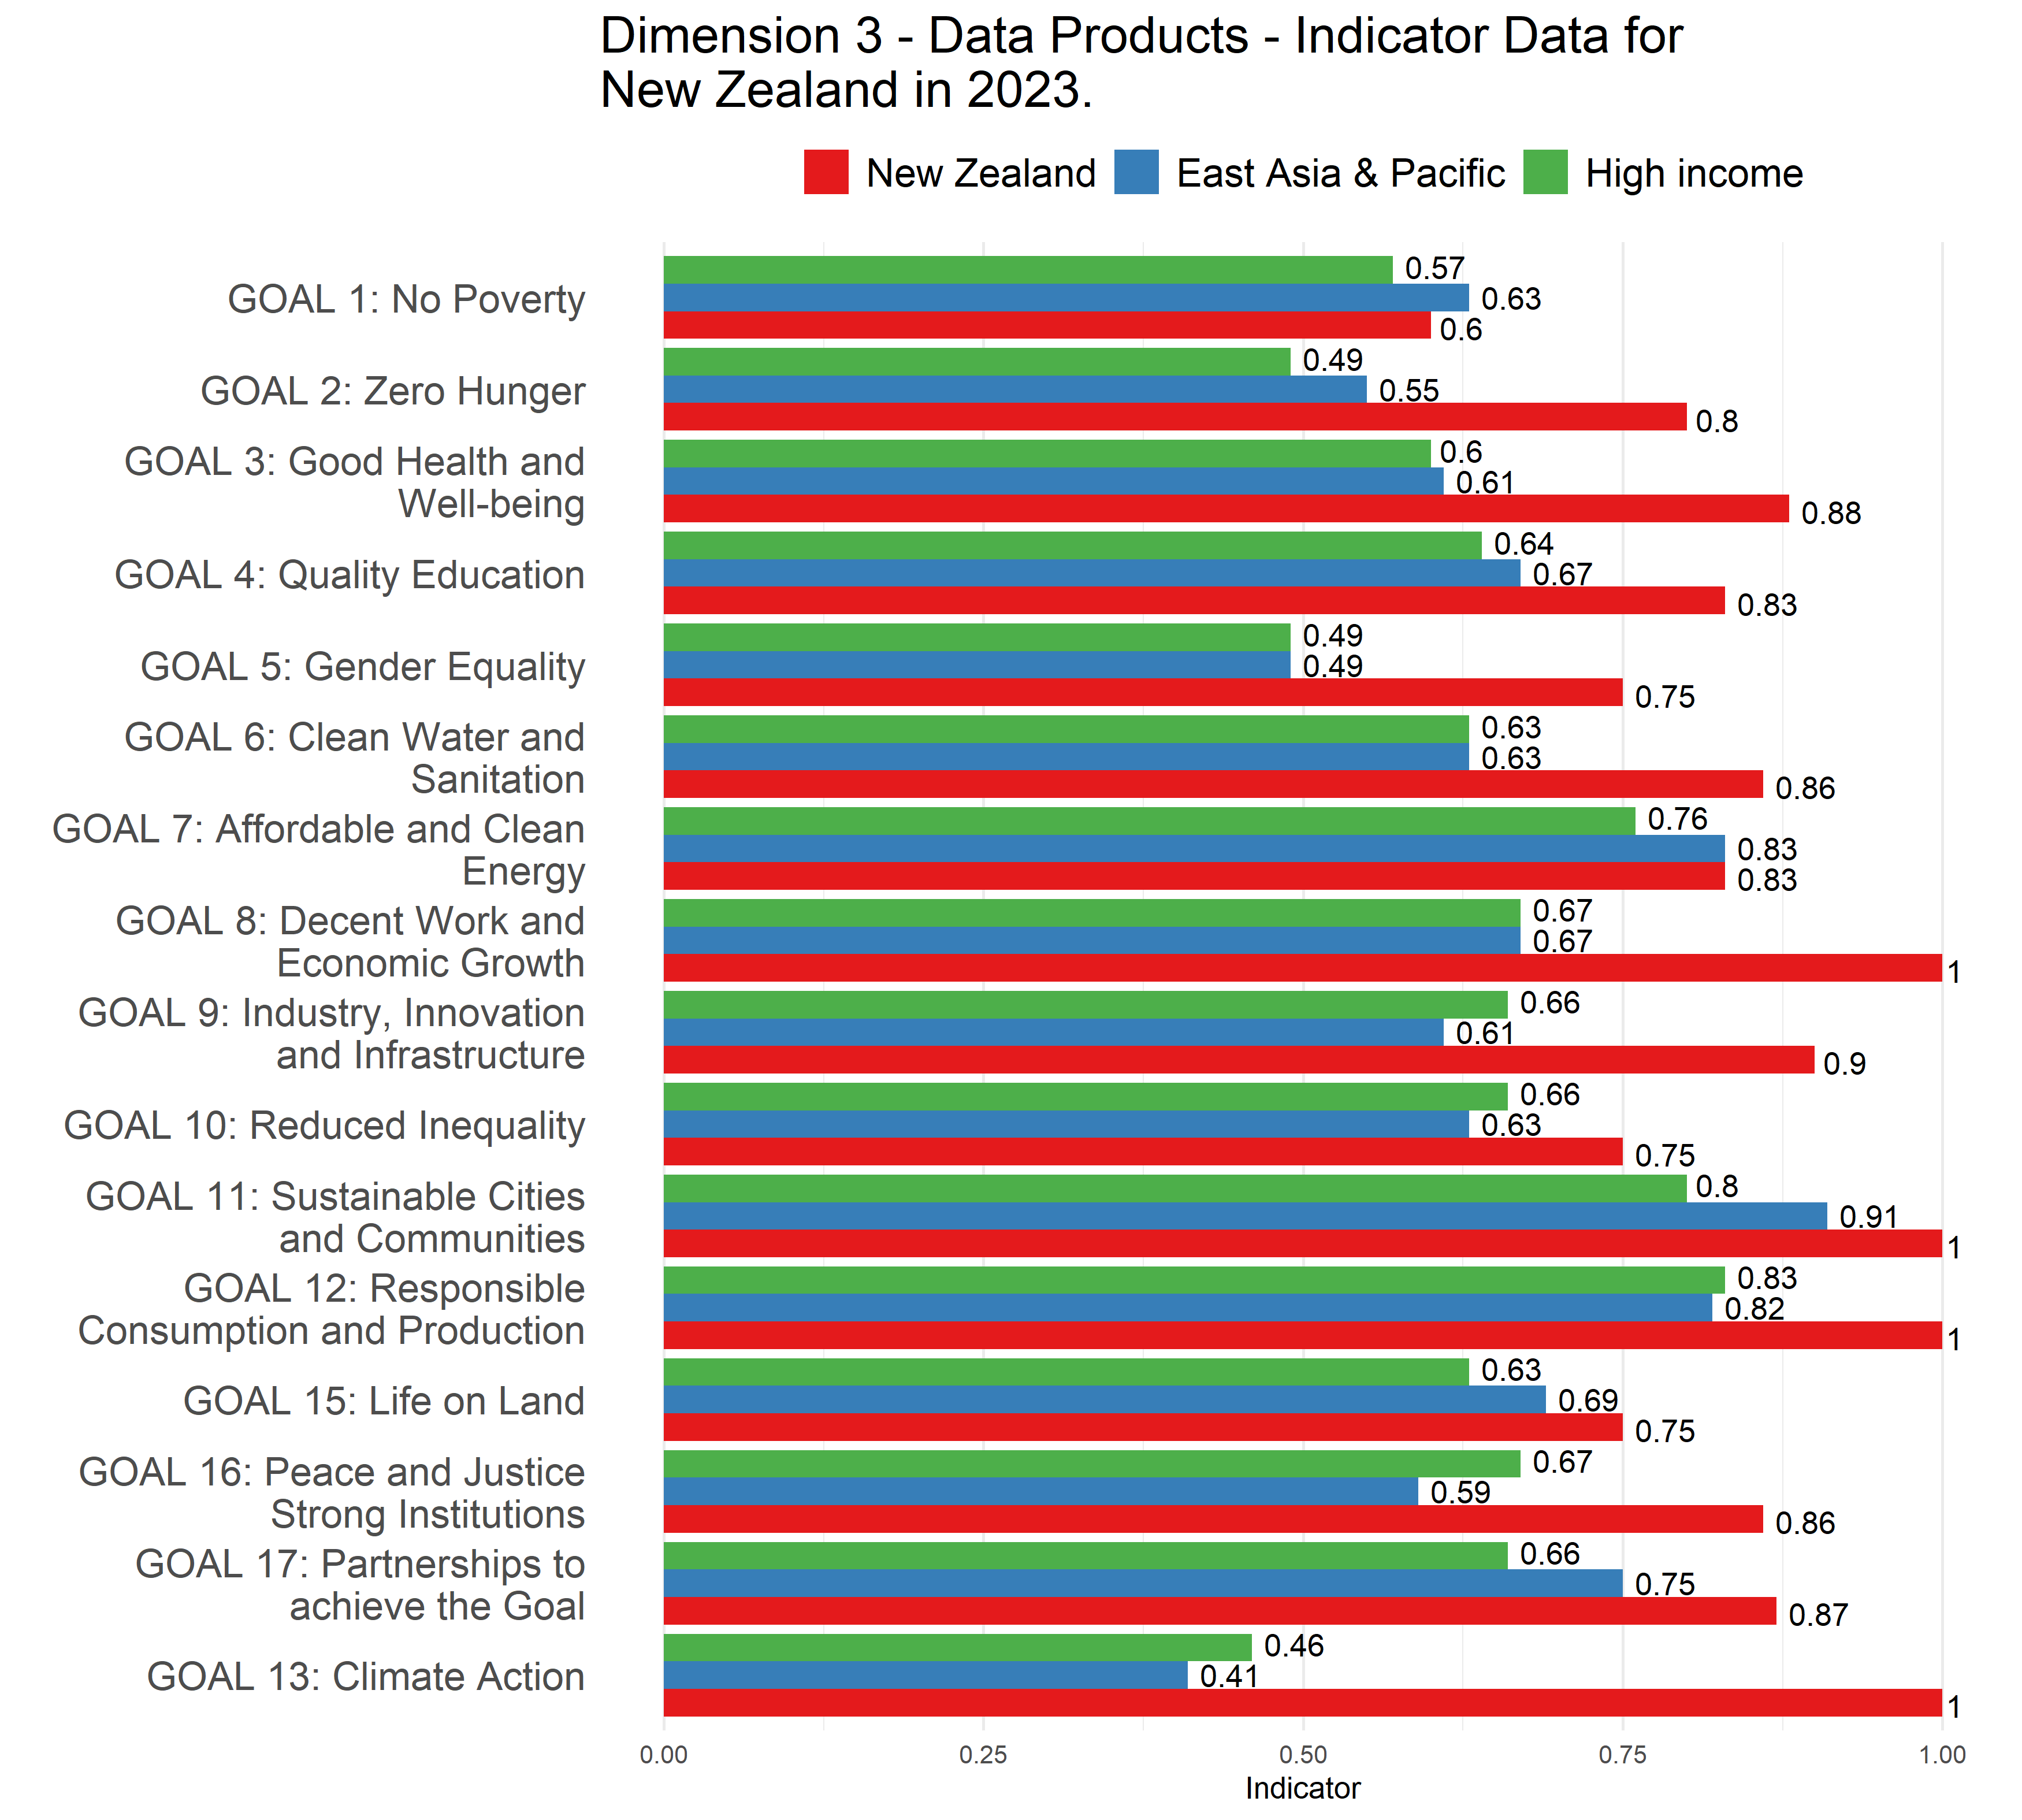 Dimension 3 - Data Products - Indicator Data for
New Zealand in 2023.
New Zealand East Asia & Pacific High income
GOAL 1: No Poverty
0.57
0.63
0.6
GOAL 2: Zero Hunger
0.49
0.55
0.8
GOAL 3: Good Health and
Well-being
0.6
0.61
0.88
GOAL 4: Quality Education
0.64
0.67
0.83
GOAL 5: Gender Equality
0.49
0.49
0.75
GOAL 6: Clean Water and
Sanitation
0.63
0.63
0.86
GOAL 7: Affordable and Clean
Energy
0.76
0.83
0.83
GOAL 8: Decent Work and
Economic Growth
0.67
0.67
1
GOAL 9: Industry, Innovation
and Infrastructure
0.66
0.61
0.9
GOAL 10: Reduced Inequality
0.66
0.63
0.75
GOAL 11: Sustainable Cities
and Communities
0.8
0.91
1
GOAL 12: Responsible
Consumption and Production
0.83
0.82
1
GOAL 15: Life on Land
0.63
0.69
0.75
GOAL 16: Peace and Justice
Strong Institutions
0.67
0.59
0.86
GOAL 17: Partnerships to
achieve the Goal
0.66
0.75
0.87
GOAL 13: Climate Action
0.46
0.41
1
0.00 0.25 0.50 0.75 1.00
Indicator